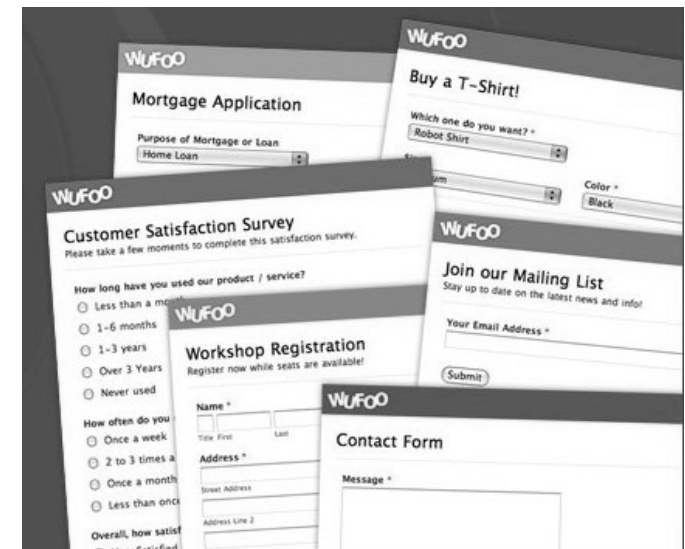 WUFOO
Mortgage Application
Purpose of Mortgage or Loan
Home Loan
WUFOO
Buy a T-Shirt!
Which one do you want? *
Robot Shirt
Color *
Black
WUFOO
Customer Satisfaction Survey
Please take a few moments to complete this satisfaction survey.
How long have you used our product / service?
Less than a
1-6 months
1-3 years
Over 3 Years
Never used
How often do you
Once a week
2 to 3 times a
Once a month
Less than once
Overall, how
WUFOO
Join our Mailing List
Stay up to date on the latest news and info!
Your Email Address *
Submit
WUFOO
Workshop Registration
Register now while seats are available!
Name *
Title First Last
Address *
Street Address
Address Line 2
WUFOO
Contact Form
Message *